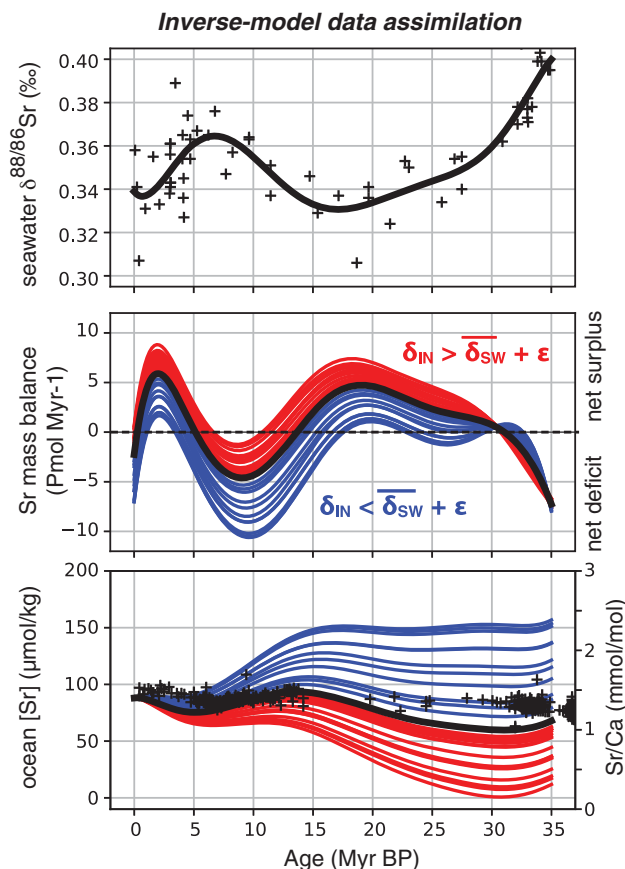 Inverse-model data assimilation
seawater δ88/86Sr (‰)
0.40
0.38
0.36
0.34
0.32
0.30
Sr mass balance
(Pmol Myr-1)
10
5
0
−5
−10
δIN > δSW + ε
δIN < δSW + ε
net surplus
net deficit
ocean [Sr] (µmol/kg)
200
150
100
50
0
3
2
1
0
Sr/Ca (mmol/mol)
0 5 10 15 20 25 30 35
Age (Myr BP)